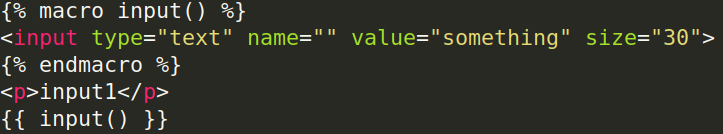 {% macro input() %}
<input type="text" name="" value="something" size="30">
{% endmacro %}
<p>input1</p>
{{ input() }}